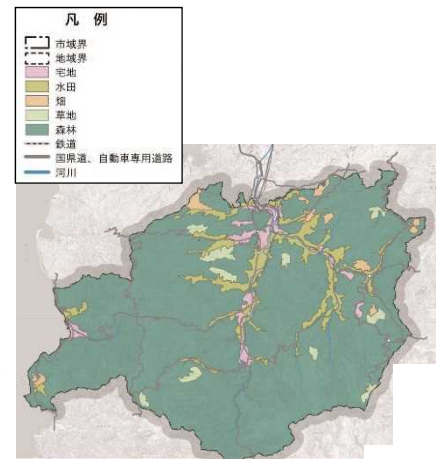 凡 例
市域界
地域界
宅地
水田
畑
草地
森林
鉄道
国県道、自動車専用道路
河川